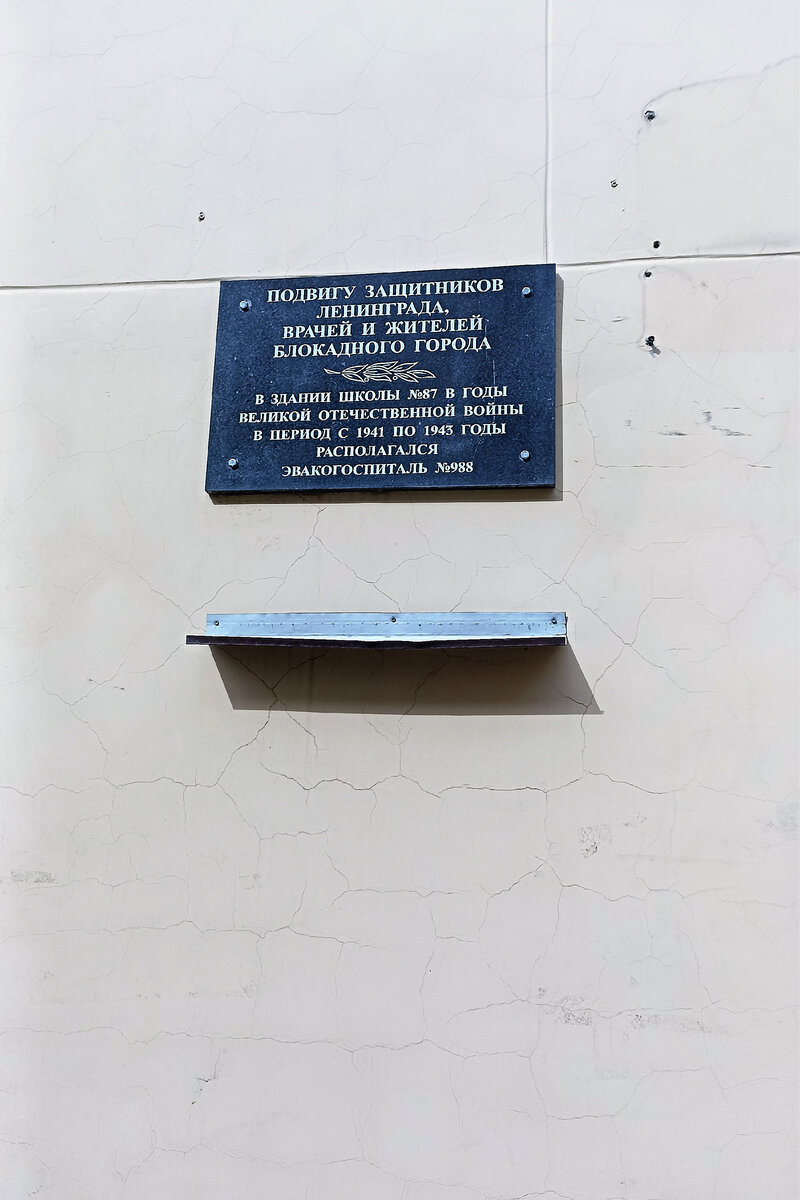 ПОДВИГУ ЗАЩИТНИКОВ
ЛЕНИНГРАДА,
ВРАЧЕЙ И ЖИТЕЛЕЙ
БЛОКАДНОГО ГОРОДА
В ЗДАНИИ ШКОЛЫ №87 В ГОДЫ
ВЕЛИКОЙ ОТЕЧЕСТВЕННОЙ ВОЙНЫ
В ПЕРИОД С 1941 ПО 1943 ГОДЫ
РАСПОЛАГАЛСЯ
ЭВАКОГОСПИТАЛЬ №988